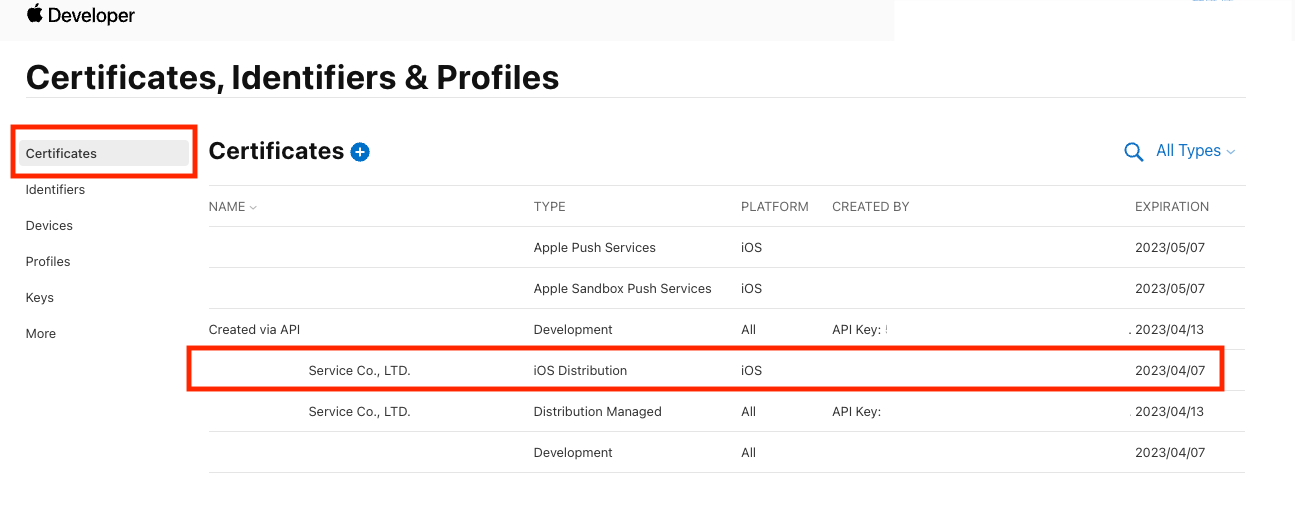 Developer
Certificates, Identifiers & Profiles
Certificates
Identifiers
Devices
Profiles
Keys
More
Certificates
All Types
NAME TYPE PLATFORM CREATED BY EXPIRATION
Apple Push Services iOS 2023/05/07
Apple Sandbox Push Services iOS 2023/05/07
Created via API Development All API Key: 2023/04/13
Service Co., LTD. iOS Distribution iOS 2023/04/07
Service Co., LTD. Distribution Managed All API Key: 2023/04/13
Development All 2023/04/07